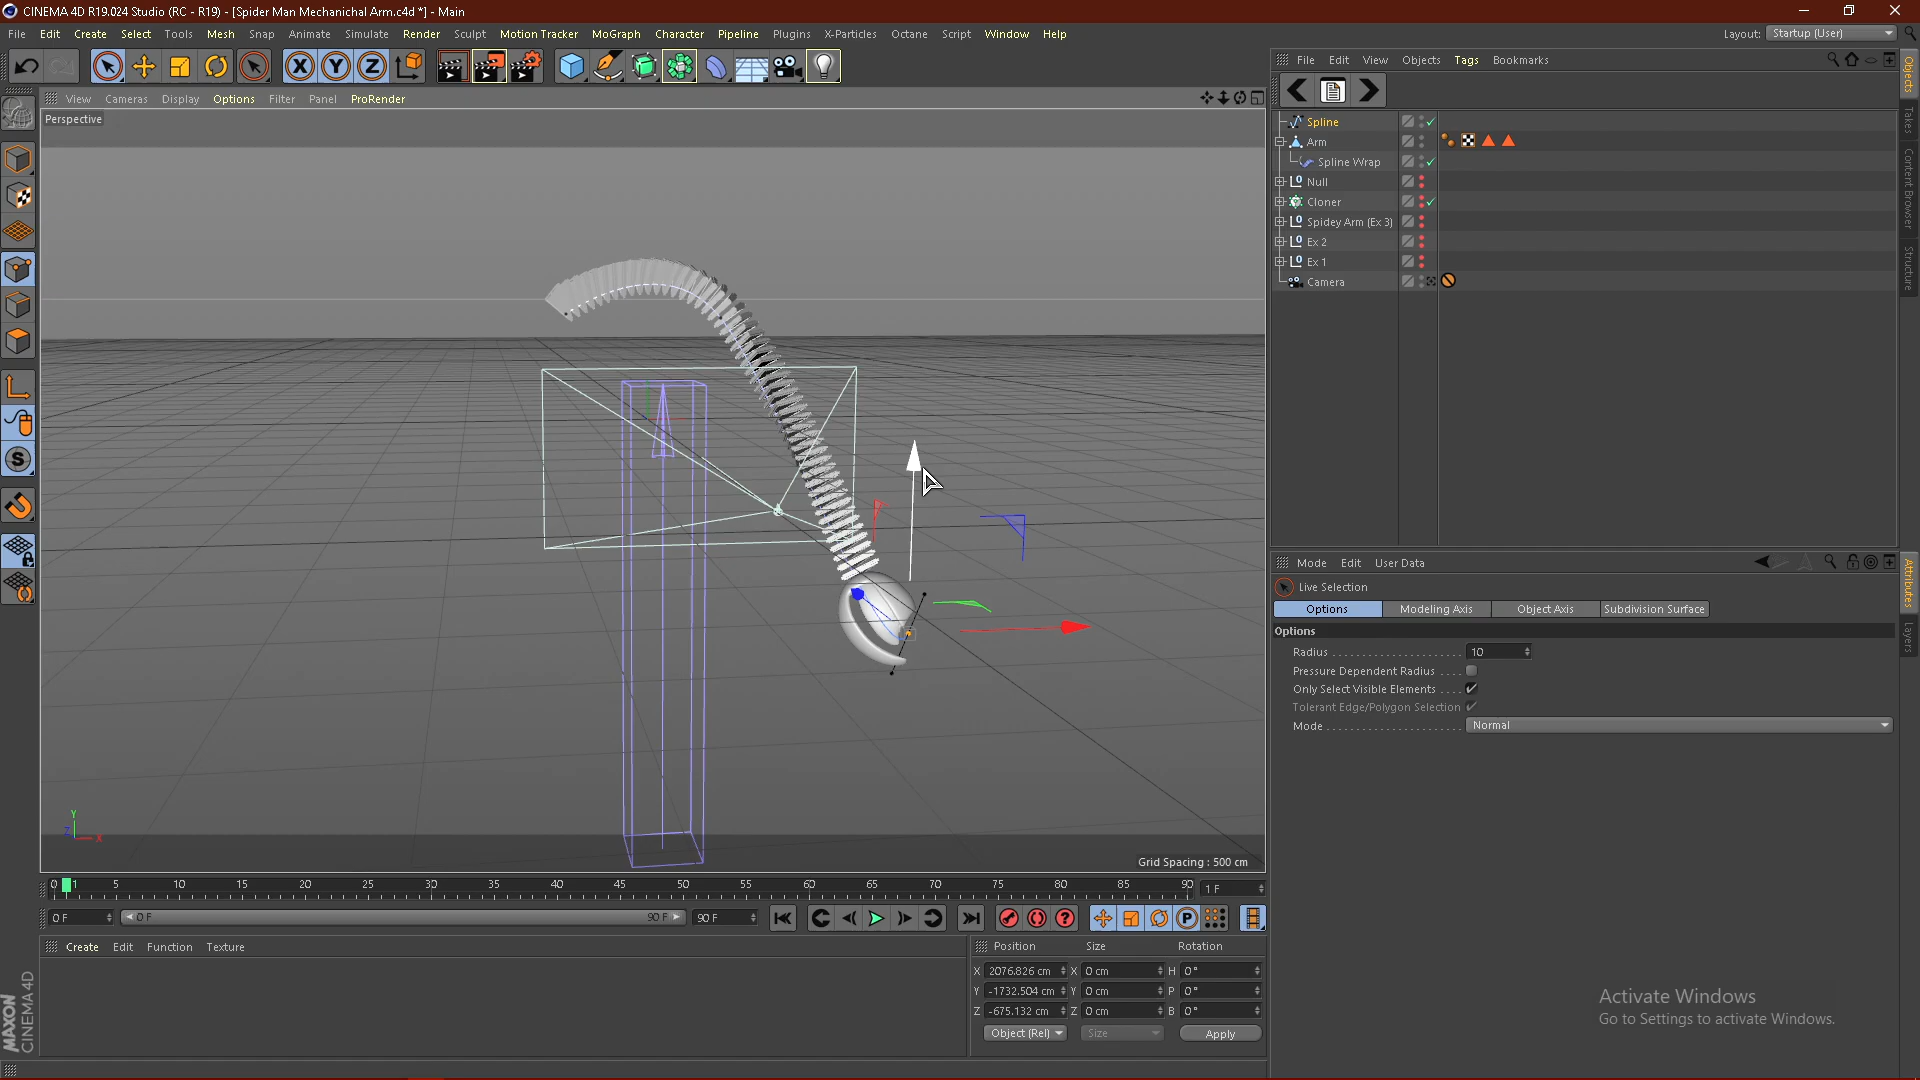 CINEMA 4D R19.024 Studio (RC - R19) - [Spider Man Mechanichal Arm.c4d *] - Main
File Edit Create Select Tools Mesh Snap Animate Simulate Render Sculpt Motion Tracker MoGraph Character Pipeline Plugins X-Particles Octane Script Window Help
Layout: Startup (User)
File Edit View Objects Tags Bookmarks
View Cameras Display Options Filter Panel ProRender
Perspective
Spline
Arm
Spline Wrap
Null
Cloner
Spidey Arm (Ex 3)
Ex 2
Ex 1
Camera
Objects
Takes
Content Browser
Structure
Mode Edit User Data
Live Selection
Options Modeling Axis Object Axis Subdivision Surface
Options
Radius 10
Pressure Dependent Radius
Only Select Visible Elements
Tolerant Edge/Polygon Selection
Mode Normal
Attributes
Layers
Y
Z X
Grid Spacing : 500 cm
0 1 5 10 15 20 25 30 35 40 45 50 55 60 65 70 75 80 85 90 1 F
0 F 0 F 90 F 90 F
Create Edit Function Texture
Position Size Rotation
X 2076.826 cm X 0 cm H 0°
Y -1732.504 cm Y 0 cm P 0°
Z -675.132 cm Z 0 cm B 0°
Object (Rel) Size Apply
MAXON
CINEMA 4D
Activate Windows
Go to Settings to activate Windows.